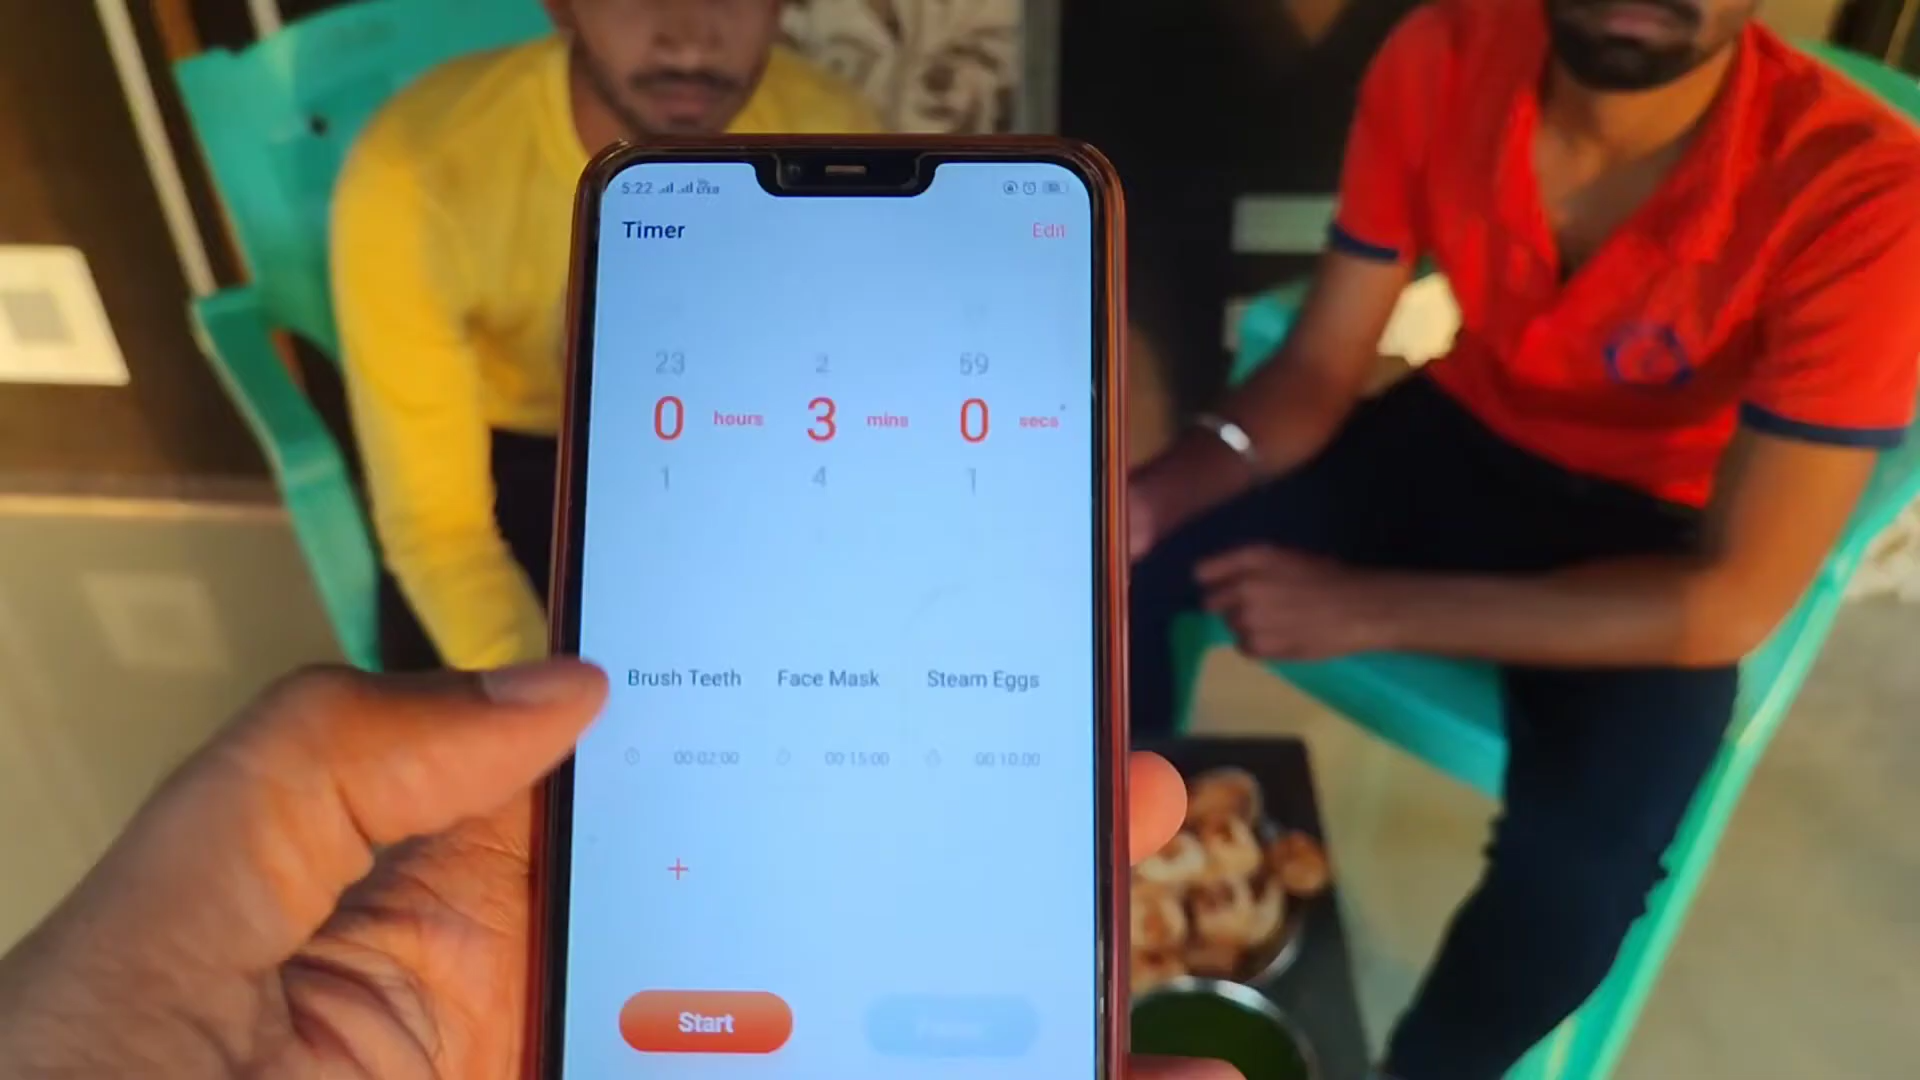 5:22
Timer Edit
23 2 59
0 hours 3 mins 0 secs
1 4 1
Brush Teeth Face Mask Steam Eggs
00:02:00 00:15:00 00:10:00
+
Start